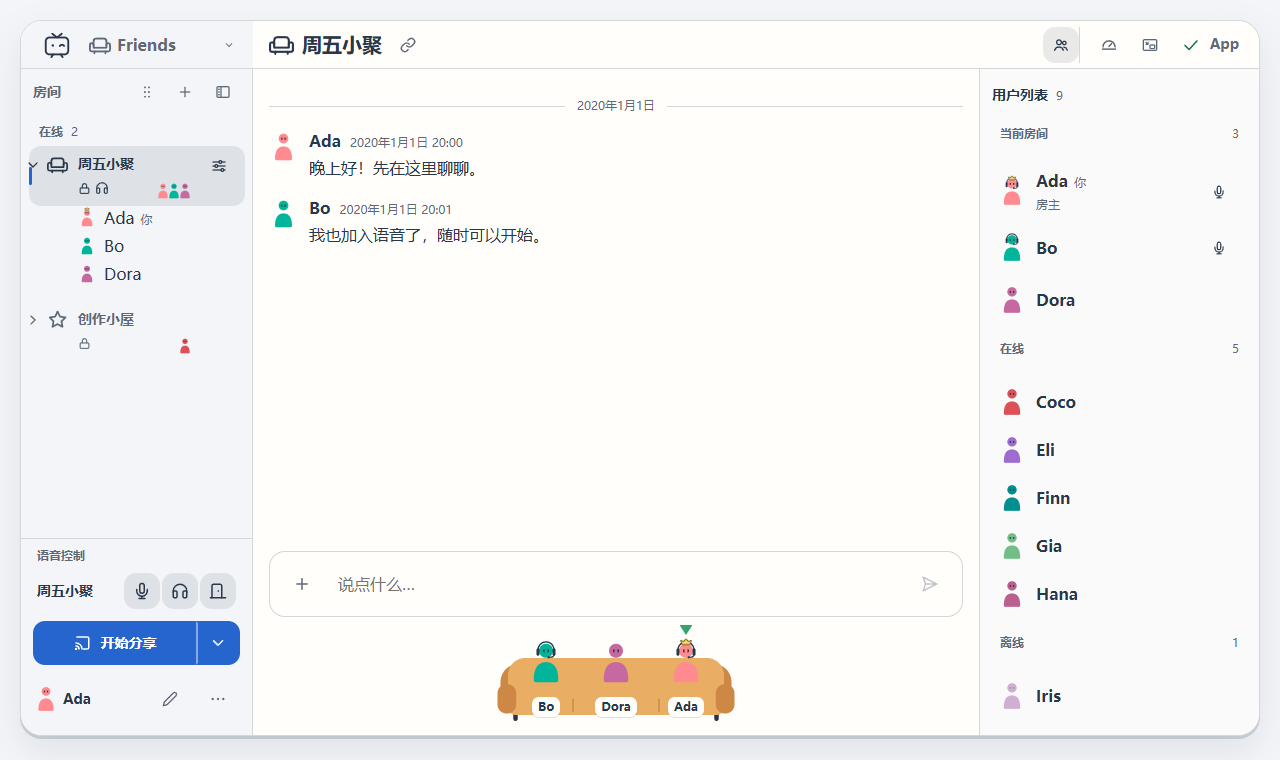 Friends
周五小聚
App
房间
在线 2
周五小聚
Ada 你
Bo
Dora
创作小屋
语音控制
周五小聚
开始分享
Ada
2020年1月1日
Ada 2020年1月1日 20:00
晚上好！先在这里聊聊。
Bo 2020年1月1日 20:01
我也加入语音了，随时可以开始。
说点什么...
Bo
Dora
Ada
用户列表 9
当前房间 3
Ada 你
房主
Bo
Dora
在线 5
Coco
Eli
Finn
Gia
Hana
离线 1
Iris